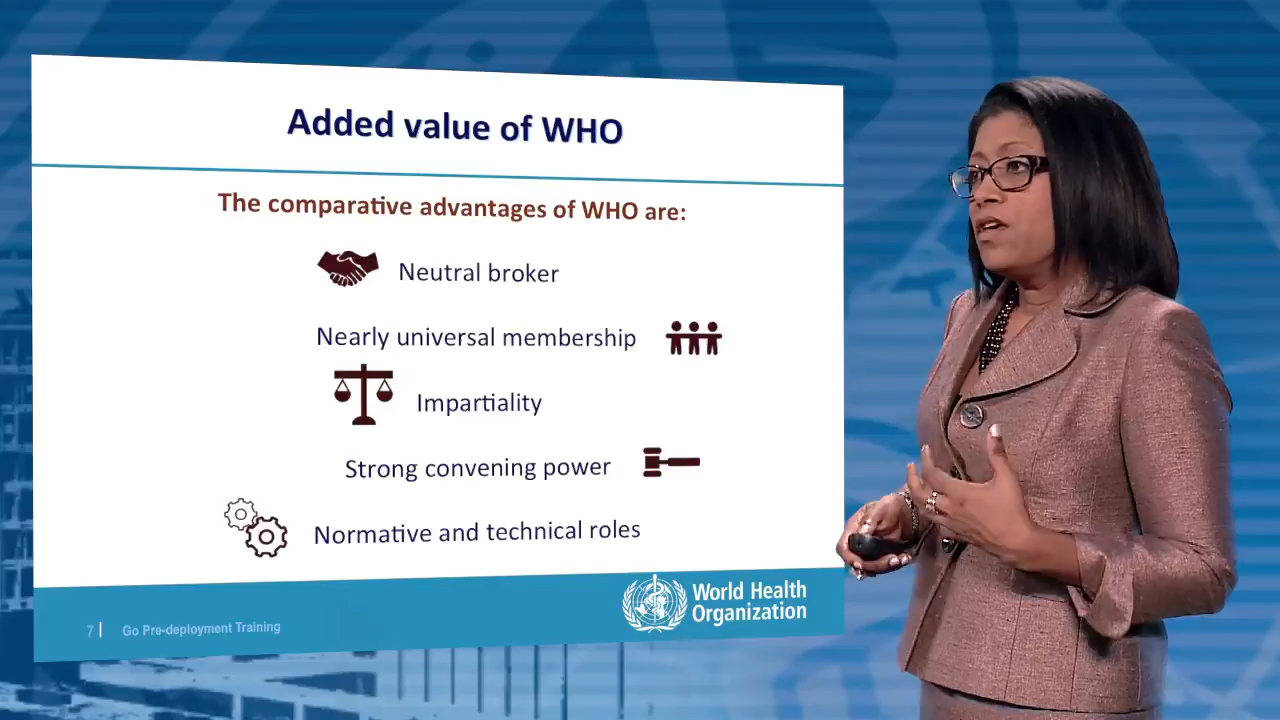 Added value of WHO
The comparative advantages of WHO are:
Neutral broker
Nearly universal membership
Impartiality
Strong convening power
Normative and technical roles
World Health
Organization
7 | Go Pre-deployment Training